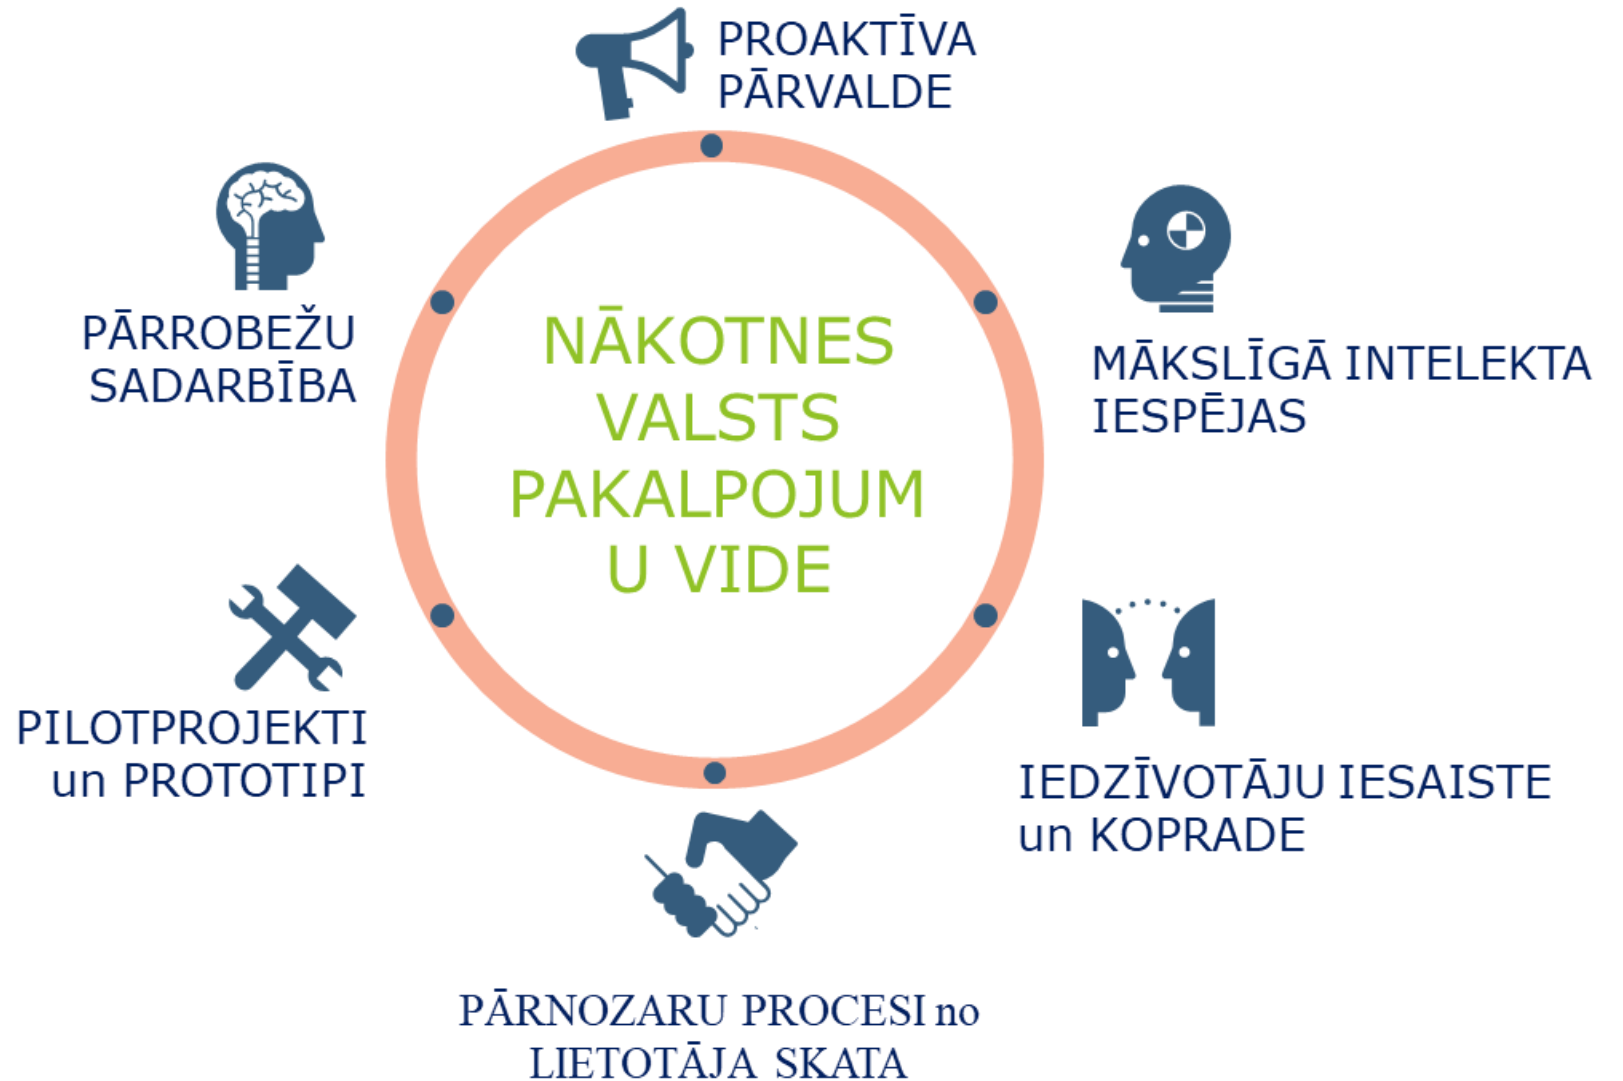 PROAKTĪVA
PĀRVALDE
PĀRROBEŽU
SADARBĪBA
MĀKSLĪGĀ INTELEKTA
IESPĒJAS
NĀKOTNES
VALSTS
PAKALPOJUM
U VIDE
PILOTPROJEKTI
un PROTOTIPI
IEDZĪVOTĀJU IESAISTE
un KOPRADE
PĀRNOZARU PROCESI no
LIETOTĀJA SKATA